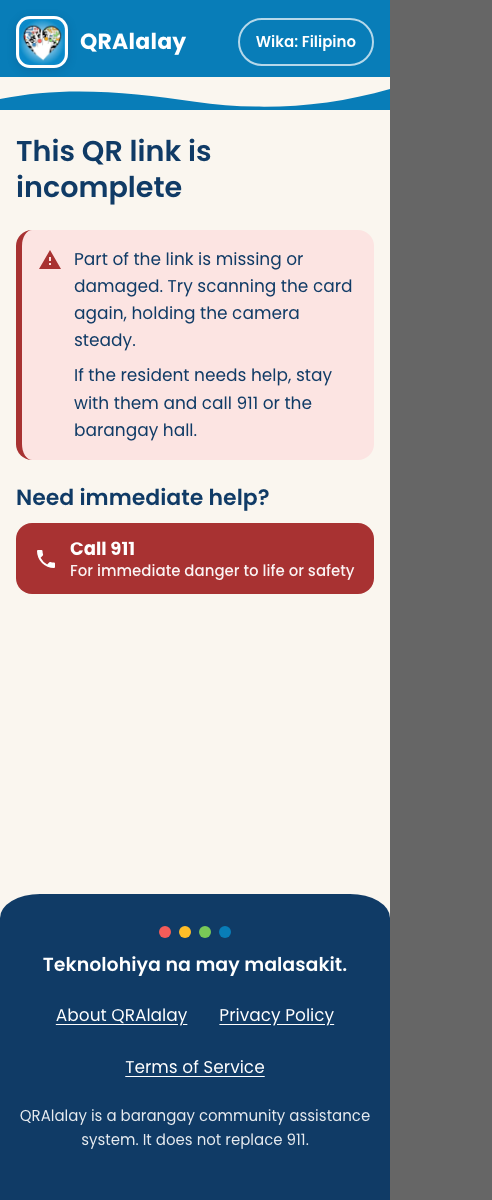 QRAlalay
Wika: Filipino
This QR link is
incomplete
Part of the link is missing or
damaged. Try scanning the card
again, holding the camera
steady.
If the resident needs help, stay
with them and call 911 or the
barangay hall.
Need immediate help?
Call 911
For immediate danger to life or safety
Teknolohiya na may malasakit.
About QRAlalay
Privacy Policy
Terms of Service
QRAlalay is a barangay community assistance
system. It does not replace 911.